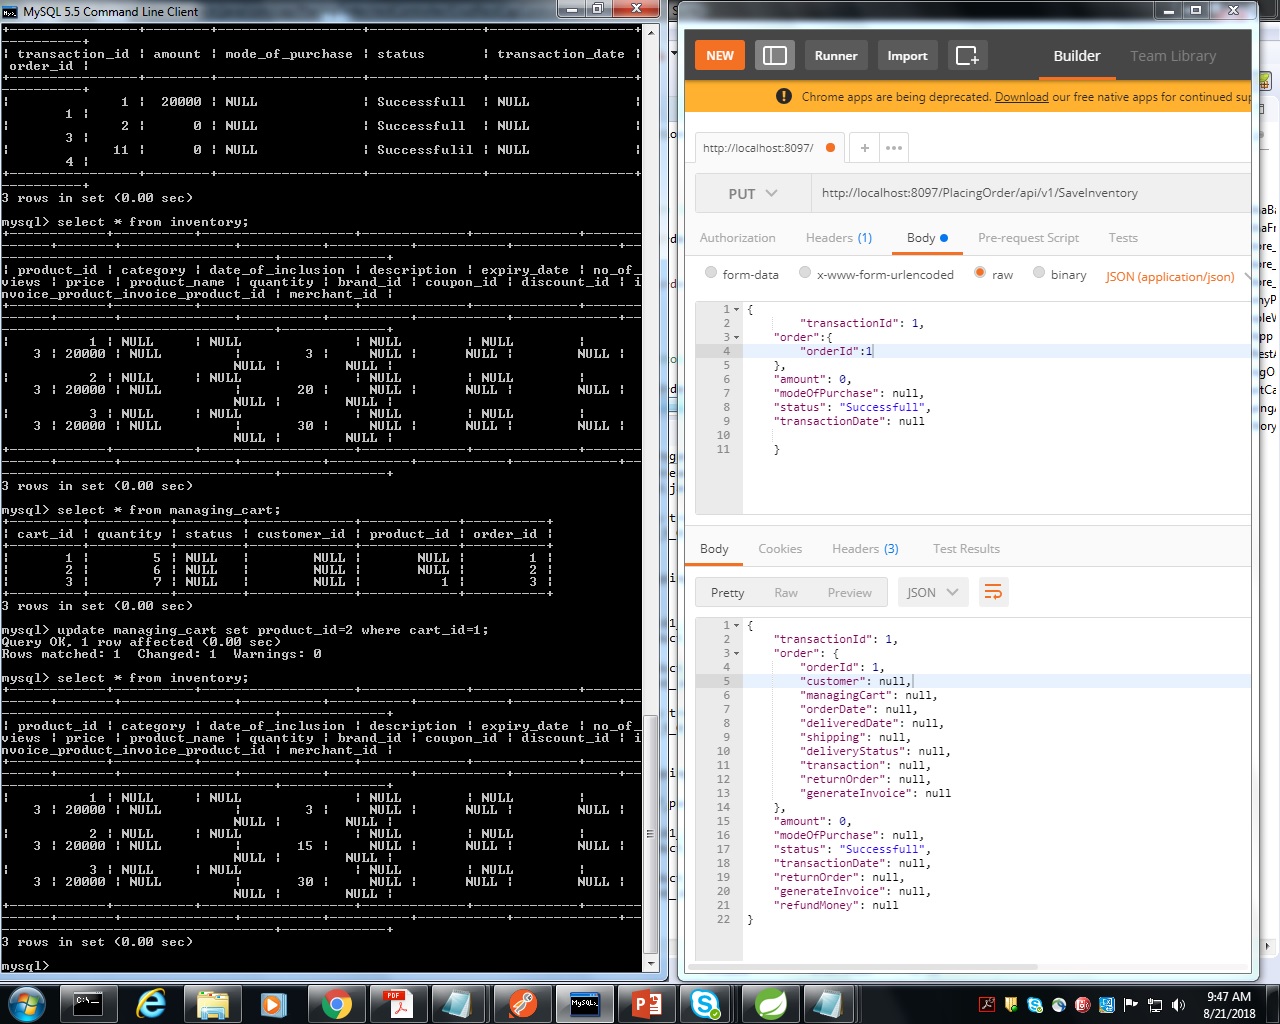 MySQL 5.5 Command Line Client
| transaction_id | amount | mode_of_purchase | status | transaction_date |
order_id |
| 1 | 20000 | NULL | Successfull | NULL |
1 |
| 2 | 0 | NULL | Successfull | NULL |
3 |
| 11 | 0 | NULL | Successfulil | NULL |
4 |
3 rows in set (0.00 sec)
mysql> select * from inventory;
| product_id | category | date_of_inclusion | description | expiry_date | no_of_
views | price | product_name | quantity | brand_id | coupon_id | discount_id | i
nvoice_product_invoice_product_id | merchant_id |
| 1 | NULL | NULL | NULL | NULL |
3 | 20000 | NULL | 3 | NULL | NULL | NULL |
NULL | NULL |
| 2 | NULL | NULL | NULL | NULL |
3 | 20000 | NULL | 20 | NULL | NULL | NULL |
NULL | NULL |
| 3 | NULL | NULL | NULL | NULL |
3 | 20000 | NULL | 30 | NULL | NULL | NULL |
NULL | NULL |
3 rows in set (0.00 sec)
mysql> select * from managing_cart;
| cart_id | quantity | status | customer_id | product_id | order_id |
| 1 | 5 | NULL | NULL | NULL | 1 |
| 2 | 6 | NULL | NULL | NULL | 2 |
| 3 | 7 | NULL | NULL | 1 | 3 |
3 rows in set (0.00 sec)
mysql> update managing_cart set product_id=2 where cart_id=1;
Query OK, 1 row affected (0.00 sec)
Rows matched: 1 Changed: 1 Warnings: 0
mysql> select * from inventory;
| product_id | category | date_of_inclusion | description | expiry_date | no_of_
views | price | product_name | quantity | brand_id | coupon_id | discount_id | i
nvoice_product_invoice_product_id | merchant_id |
| 1 | NULL | NULL | NULL | NULL |
3 | 20000 | NULL | 3 | NULL | NULL | NULL |
NULL | NULL |
| 2 | NULL | NULL | NULL | NULL |
3 | 20000 | NULL | 15 | NULL | NULL | NULL |
NULL | NULL |
| 3 | NULL | NULL | NULL | NULL |
3 | 20000 | NULL | 30 | NULL | NULL | NULL |
NULL | NULL |
3 rows in set (0.00 sec)
mysql>
NEW Runner Import Builder Team Library
Chrome apps are being deprecated. Download our free native apps for continued sup
http://localhost:8097/ + •••
PUT http://localhost:8097/PlacingOrder/api/v1/SaveInventory
Authorization Headers (1) Body Pre-request Script Tests
form-data x-www-form-urlencoded raw binary JSON (application/json)
1 {
2 "transactionId": 1,
3 "order":{
4 "orderId":1
5 },
6 "amount": 0,
7 "modeOfPurchase": null,
8 "status": "Successfull",
9 "transactionDate": null
10
11 }
Body Cookies Headers (3) Test Results
Pretty Raw Preview JSON
1 {
2 "transactionId": 1,
3 "order": {
4 "orderId": 1,
5 "customer": null,
6 "managingCart": null,
7 "orderDate": null,
8 "deliveredDate": null,
9 "shipping": null,
10 "deliveryStatus": null,
11 "transaction": null,
12 "returnOrder": null,
13 "generateInvoice": null
14 },
15 "amount": 0,
16 "modeOfPurchase": null,
17 "status": "Successfull",
18 "transactionDate": null,
19 "returnOrder": null,
20 "generateInvoice": null,
21 "refundMoney": null
22 }
9:47 AM
8/21/2018